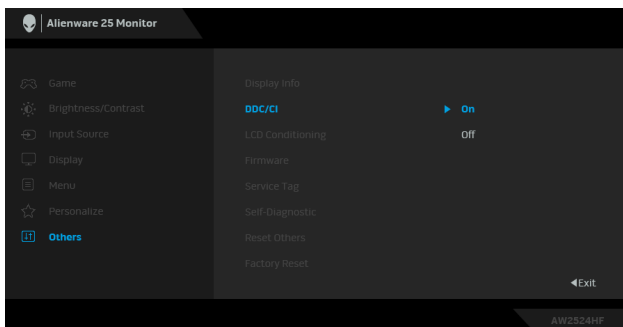 Alienware 25 Monitor
Game
Display Info
Brightness/Contrast
DDC/CI
On
Input Source
LCD Conditioning
Off
Display
Firmware
Menu
Service Tag
Personalize
Self-Diagnostic
Others
Reset Others
Factory Reset
Exit
AW2524HF